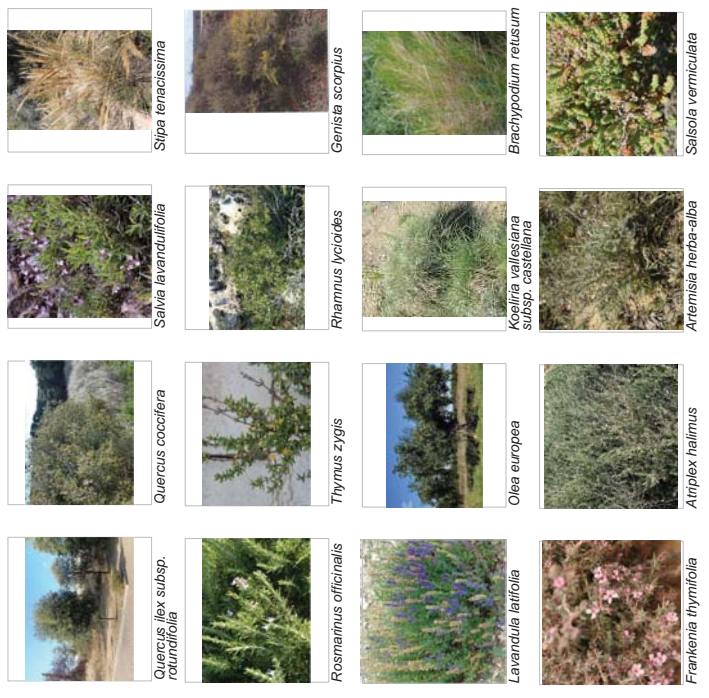 Quercus ilex subsp.
rotundifolia
Quercus coccifera
Salvia lavandulifolia
Stipa tenacissima
Rosmarinus officinalis
Thymus zygis
Rhamnus lycioides
Genista scorpius
Lavandula latifolia
Olea europea
Koeliria vallesiana
subsp. castellana
Brachypodium retusum
Frankenia thymifolia
Atriplex halimus
Artemisia herba-alba
Salsola vermiculata